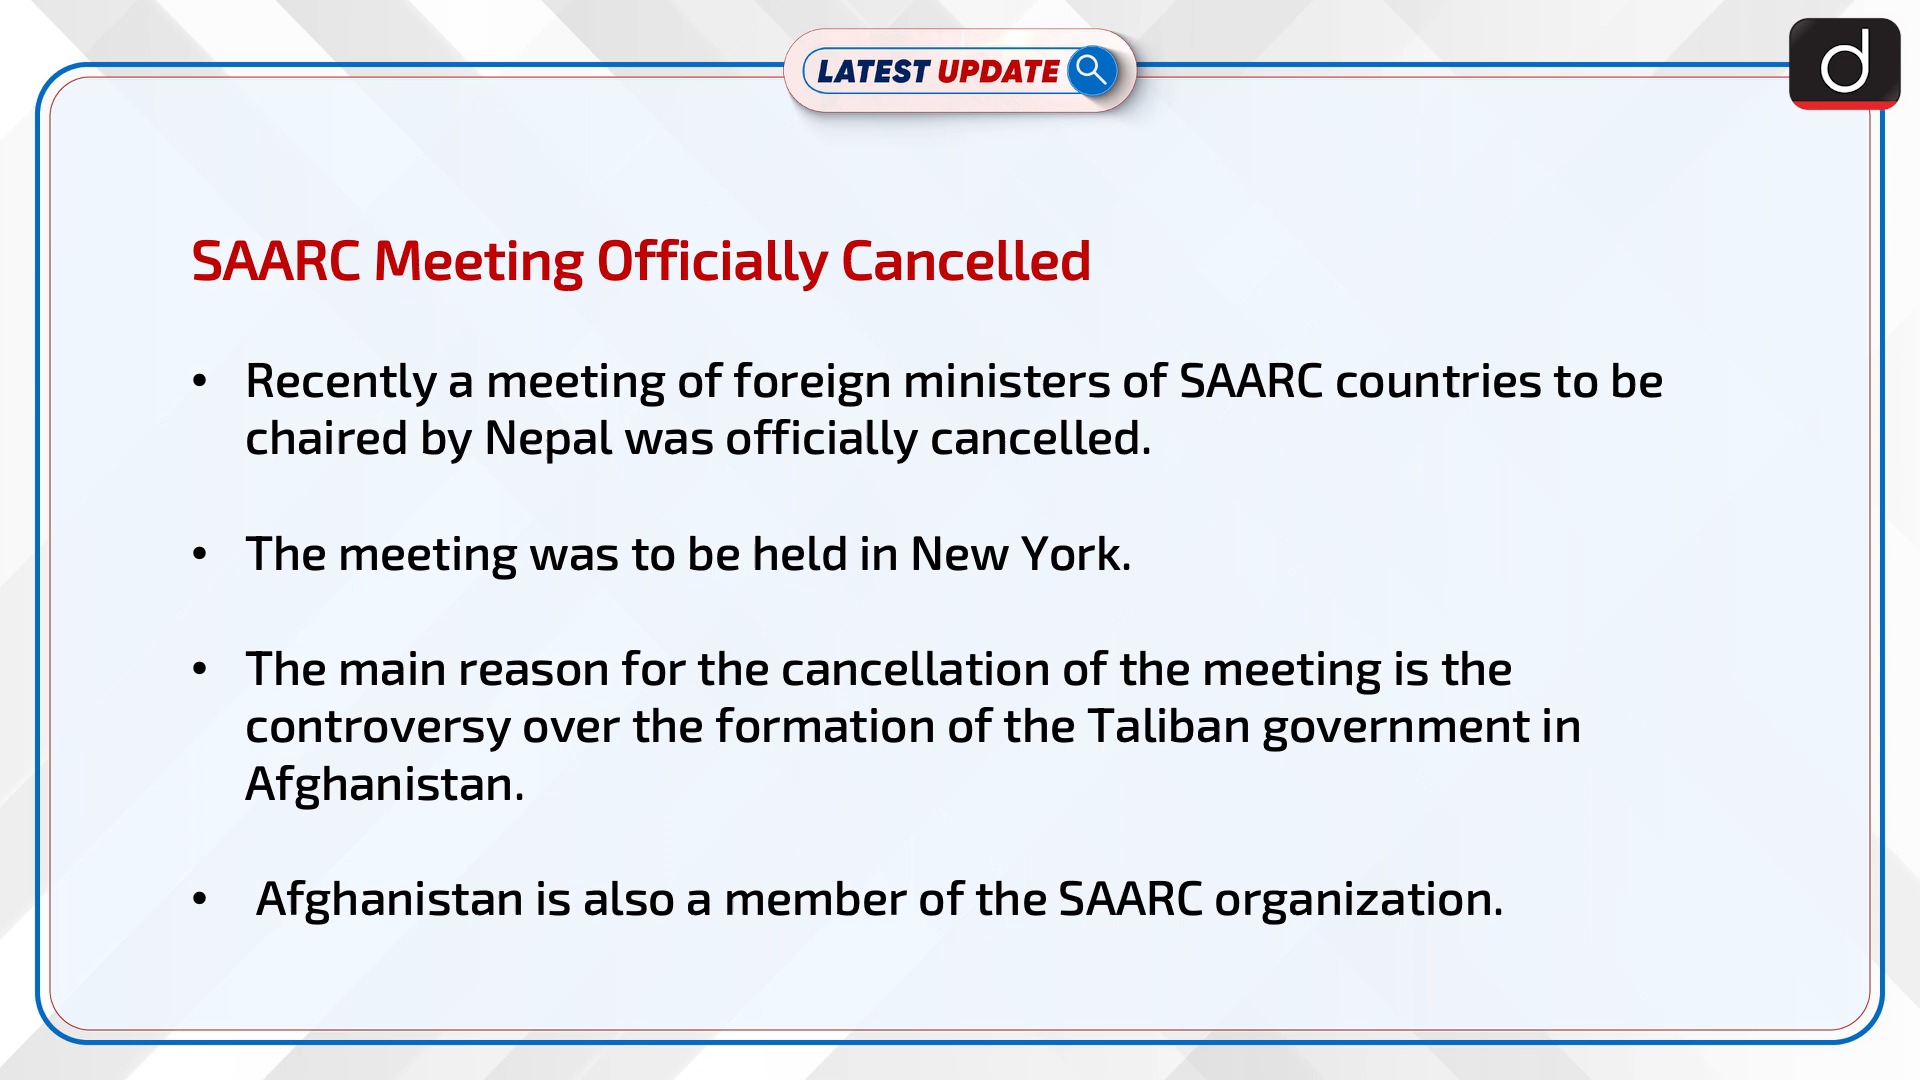 LATEST UPDATE
d
SAARC Meeting Officially Cancelled
• Recently a meeting of foreign ministers of SAARC countries to be
chaired by Nepal was officially cancelled.
• The meeting was to be held in New York.
• The main reason for the cancellation of the meeting is the
controversy over the formation of the Taliban government in
Afghanistan.
• Afghanistan is also a member of the SAARC organization.